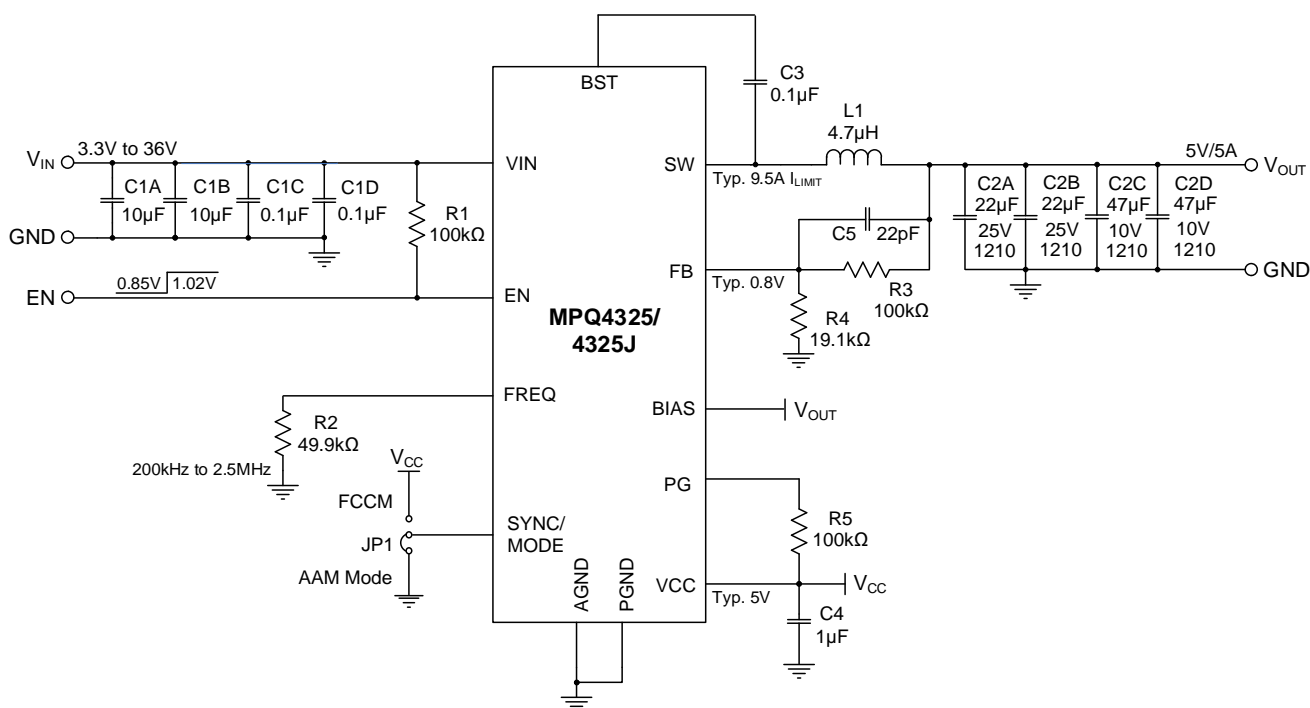 BST
C3
0.1µF
L1
4.7µH
VIN 3.3V to 36V
VIN
SW
5V/5A
VOUT
Typ. 9.5A ILIMIT
C1A
10µF
C1B
10µF
C1C
0.1µF
C1D
0.1µF
R1
100kΩ
C2A
22µF
25V
1210
C2B
22µF
25V
1210
C2C
47µF
10V
1210
C2D
47µF
10V
1210
GND
C5 22pF
FB
Typ. 0.8V
R3
100kΩ
GND
EN
0.85V 1.02V
EN
R4
19.1kΩ
MPQ4325/
4325J
FREQ
R2
49.9kΩ
200kHz to 2.5MHz
BIAS
VOUT
VCC
FCCM
JP1
AAM Mode
SYNC/
MODE
PG
R5
100kΩ
AGND
PGND
VCC
Typ. 5V
VCC
C4
1µF